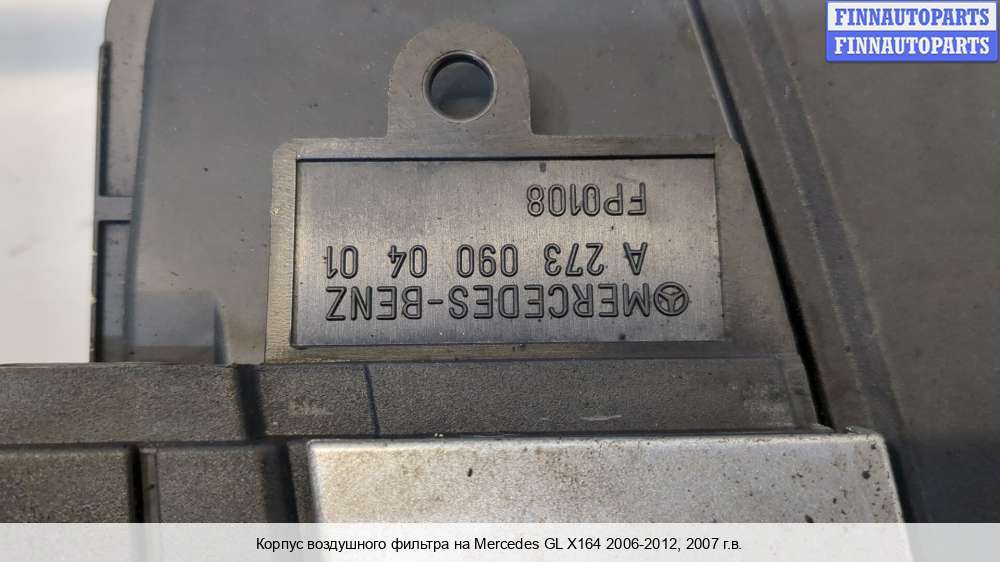 FINNAUTOPARTS
FINNAUTOPARTS
MERCEDES-BENZ
A 273 090 04 01
FP0108
Корпус воздушного фильтра на Mercedes GL X164 2006-2012, 2007 г.в.